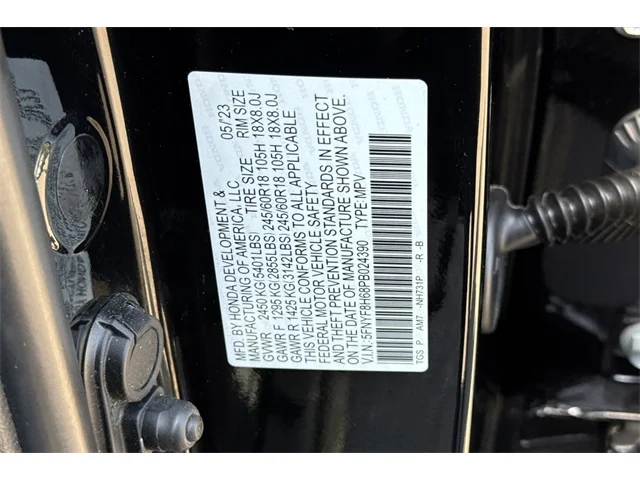 MFD. BY HONDA DEVELOPMENT &
MANUFACTURING OF AMERICA, LLC. 05/23
TIRE SIZE RIM SIZE
GVWR 2450 KG(5401LBS)
GAWR F 1295 KG(2855LBS) 245/60R18 105H 18X8.0J
GAWR R 1425 KG(3142LBS) 245/60R18 105H 18X8.0J
THIS VEHICLE CONFORMS TO ALL APPLICABLE
FEDERAL MOTOR VEHICLE SAFETY
AND THEFT PREVENTION STANDARDS IN EFFECT
ON THE DATE OF MANUFACTURE SHOWN ABOVE.
V.I.N.: 5FNYF8H68PB024390 TYPE:MPV
TGS P AM7 -NH731P -R -B